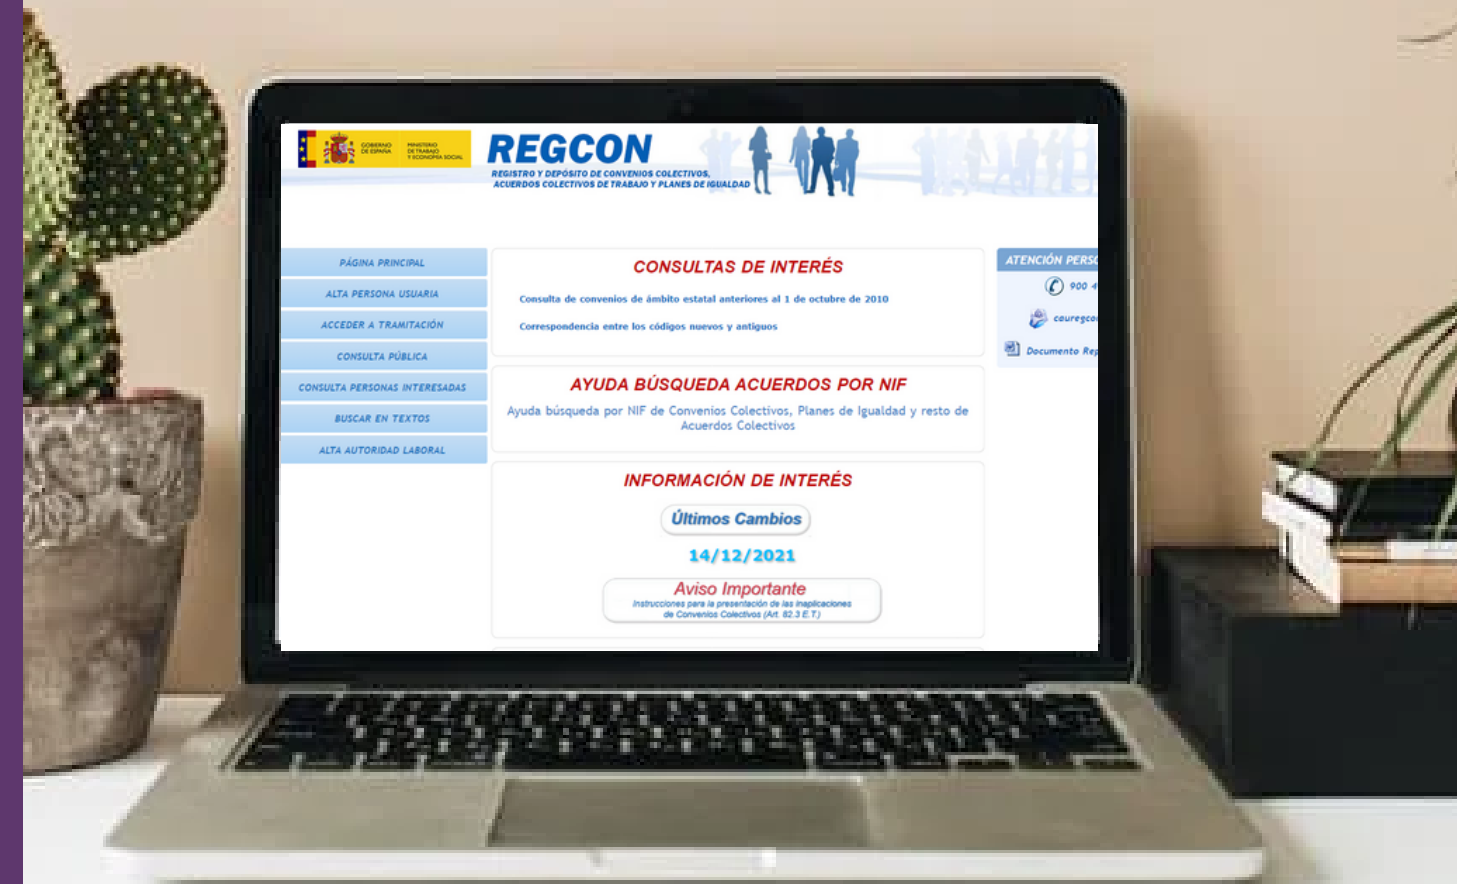 GOBIERNO
DE ESPAÑA
MINISTERIO
DE TRABAJO
Y ECONOMÍA SOCIAL
REGCON
REGISTRO Y DEPÓSITO DE CONVENIOS COLECTIVOS,
ACUERDOS COLECTIVOS DE TRABAJO Y PLANES DE IGUALDAD
PÁGINA PRINCIPAL
ALTA PERSONA USUARIA
ACCEDER A TRAMITACIÓN
CONSULTA PÚBLICA
CONSULTA PERSONAS INTERESADAS
BUSCAR EN TEXTOS
ALTA AUTORIDAD LABORAL
CONSULTAS DE INTERÉS
Consulta de convenios de ámbito estatal anteriores al 1 de octubre de 2010
Correspondencia entre los códigos nuevos y antiguos
AYUDA BÚSQUEDA ACUERDOS POR NIF
Ayuda búsqueda por NIF de Convenios Colectivos, Planes de Igualdad y resto de
Acuerdos Colectivos
INFORMACIÓN DE INTERÉS
Últimos Cambios
14/12/2021
Aviso Importante
Instrucciones para la presentación de las inaplicaciones
de Convenios Colectivos (Art. 82.3 E.T.)
ATENCIÓN PERSO
900 4
cauregco
Documento Rep